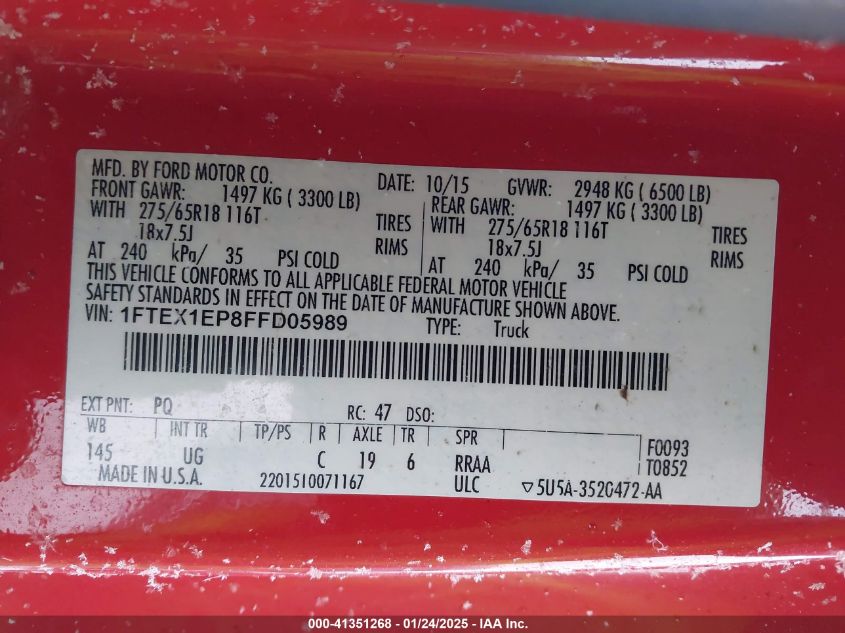 MFD. BY FORD MOTOR CO. DATE: 10/15 GVWR: 2948 KG ( 6500 LB)
FRONT GAWR: 1497 KG ( 3300 LB) REAR GAWR: 1497 KG ( 3300 LB)
WITH 275/65R18 116T TIRES WITH 275/65R18 116T TIRES
18x7.5J RIMS 18x7.5J RIMS
AT 240 kPa/ 35 PSI COLD AT 240 kPa/ 35 PSI COLD
THIS VEHICLE CONFORMS TO ALL APPLICABLE FEDERAL MOTOR VEHICLE
SAFETY STANDARDS IN EFFECT ON THE DATE OF MANUFACTURE SHOWN ABOVE.
VIN: 1FTEX1EP8FFD05989 TYPE: Truck
EXT PNT: PQ RC: 47 DSO:
WB INT TR TP/PS R AXLE TR SPR F0093
145 UG C 19 6 RRAA T0852
MADE IN U.S.A. 22015I0071167 ULC ▽5U5A-3520472-AA
000-41351268 - 01/24/2025 - IAA Inc.